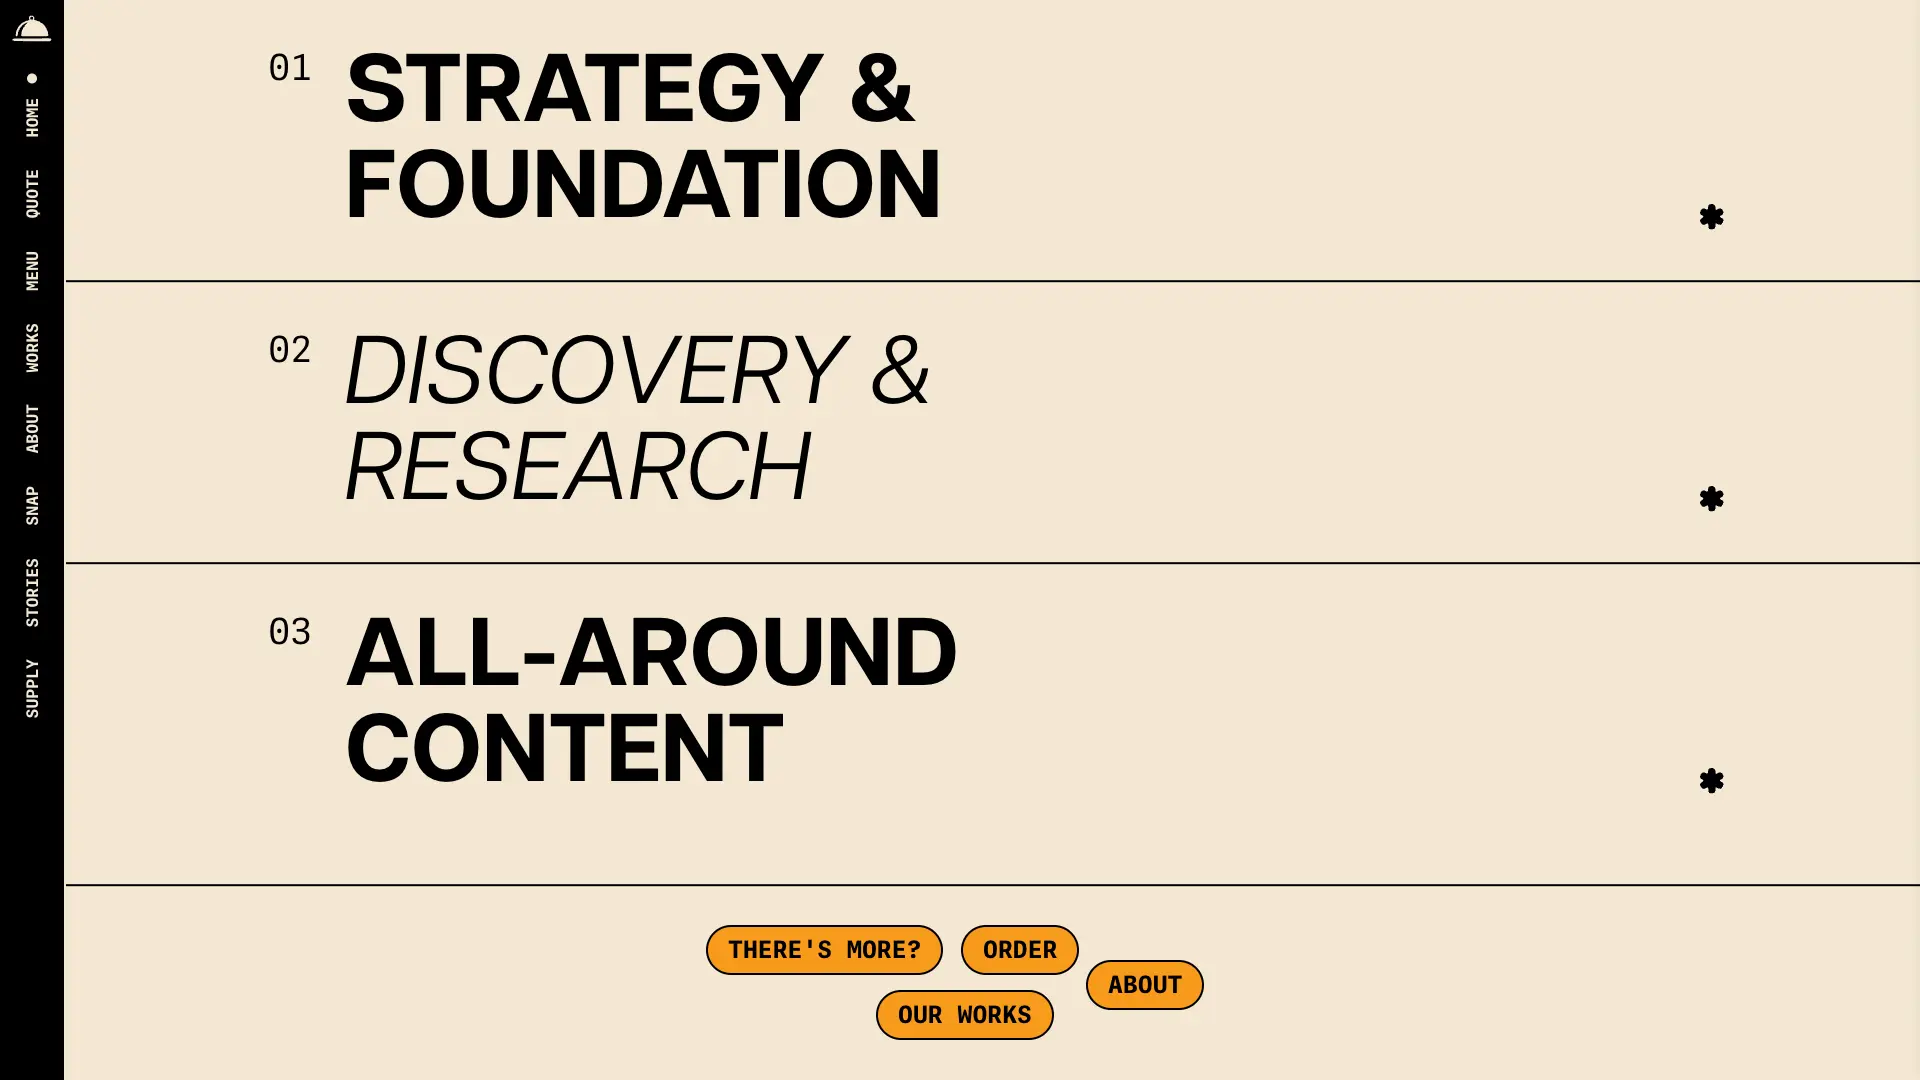 HOME
QUOTE
MENU
WORKS
ABOUT
SNAP
STORIES
SUPPLY
01
STRATEGY &
FOUNDATION
02
DISCOVERY &
RESEARCH
03
ALL-AROUND
CONTENT
THERE'S MORE?
ORDER
ABOUT
OUR WORKS